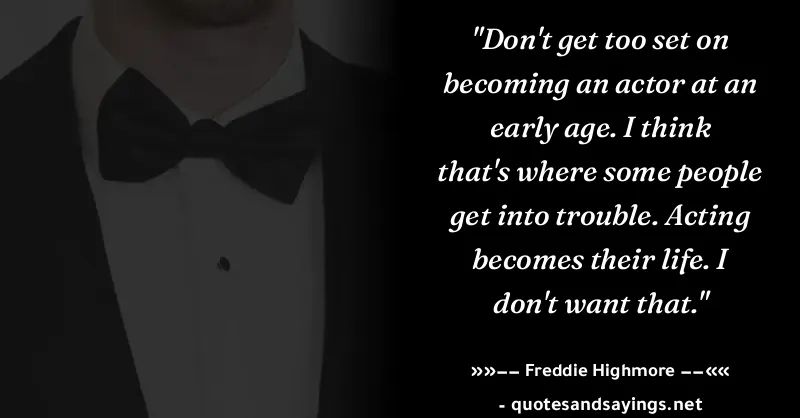 "Don't get too set on
becoming an actor at an
early age. I think
that's where some people
get into trouble. Acting
becomes their life. I
don't want that."
»»−− Freddie Highmore −−««
- quotesandsayings.net